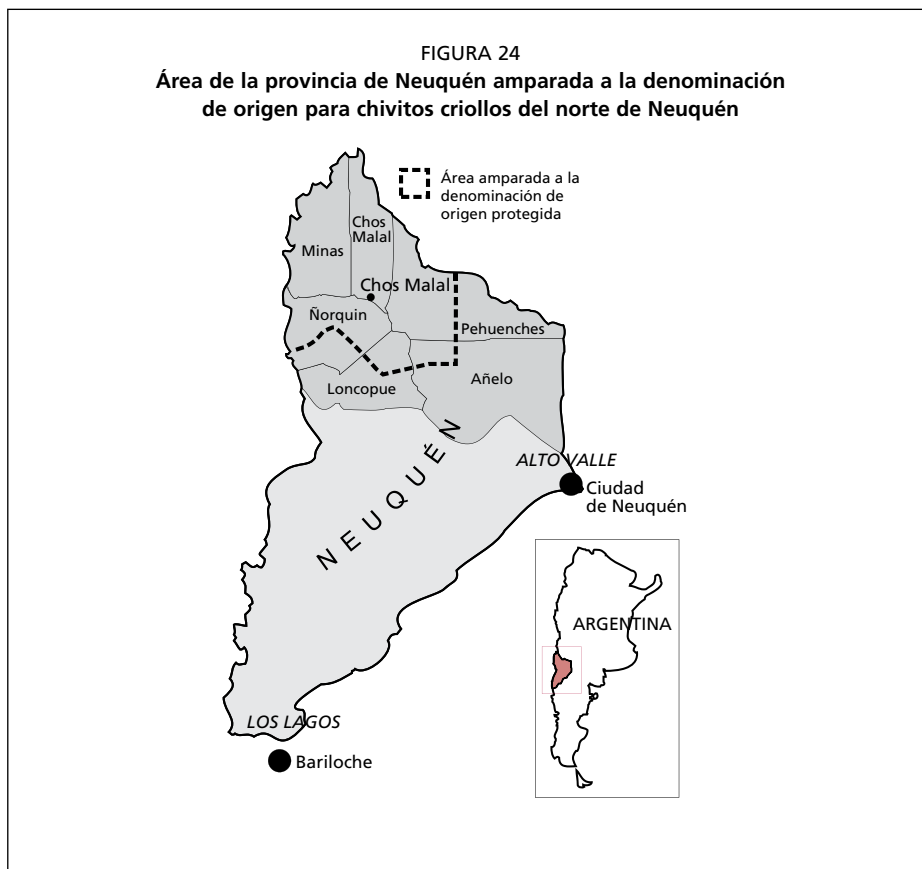 FIGURA 24
Área de la provincia de Neuquén amparada a la denominación
de origen para chivitos criollos del norte de Neuquén
Área amparada a la
denominación de
origen protegida
Chos
Malal
Minas
Chos Malal
Ñorquin
Pehuenches
Loncopue
Añelo
NEUQUÉN
ALTO VALLE
Ciudad
de Neuquén
ARGENTINA
LOS LAGOS
Bariloche